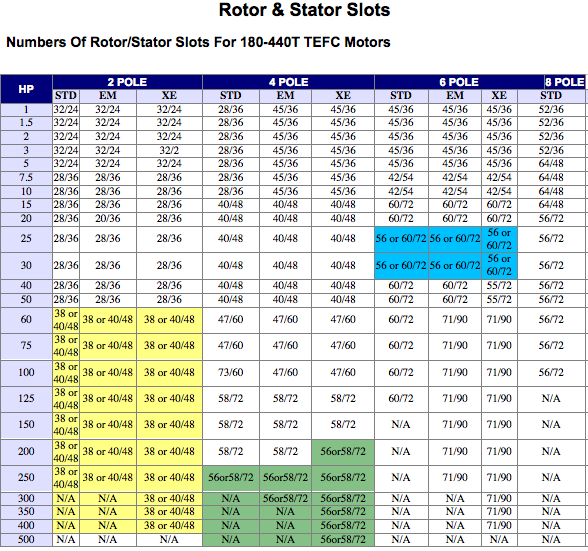 Rotor & Stator Slots
Numbers Of Rotor/Stator Slots For 180-440T TEFC Motors
HP 2 POLE 4 POLE 6 POLE 8 POLE
STD EM XE STD EM XE STD EM XE STD
1 32/24 32/24 32/24 28/36 45/36 45/36 45/36 45/36 45/36 52/36
1.5 32/24 32/24 32/24 28/36 45/36 45/36 45/36 45/36 45/36 52/36
2 32/24 32/24 32/24 28/36 45/36 45/36 45/36 45/36 45/36 52/36
3 32/24 32/24 32/2 28/36 45/36 45/36 45/36 45/36 45/36 52/36
5 32/24 32/24 32/24 28/36 45/36 45/36 45/36 45/36 45/36 64/48
7.5 28/36 28/36 28/36 28/36 45/36 45/36 42/54 42/54 42/54 64/48
10 28/36 28/36 28/36 28/36 45/36 45/36 42/54 42/54 42/54 64/48
15 28/36 28/36 28/36 40/48 40/48 40/48 60/72 60/72 60/72 64/48
20 28/36 20/36 28/36 40/48 40/48 40/48 60/72 60/72 60/72 56/72
25 28/36 28/36 28/36 40/48 40/48 40/48 56 or 60/72 56 or 60/72 56 or 60/72 56/72
30 28/36 28/36 28/36 40/48 40/48 40/48 56 or 60/72 56 or 60/72 56 or 60/72 56/72
40 28/36 28/36 28/36 40/48 40/48 40/48 60/72 60/72 55/72 56/72
50 28/36 28/36 28/36 40/48 40/48 40/48 60/72 60/72 55/72 56/72
60 38 or 40/48 38 or 40/48 38 or 40/48 47/60 47/60 47/60 60/72 71/90 71/90 56/72
75 38 or 40/48 38 or 40/48 38 or 40/48 47/60 47/60 47/60 60/72 71/90 71/90 56/72
100 38 or 40/48 38 or 40/48 38 or 40/48 73/60 47/60 47/60 60/72 71/90 71/90 56/72
125 38 or 40/48 38 or 40/48 38 or 40/48 58/72 58/72 58/72 60/72 71/90 71/90 N/A
150 38 or 40/48 38 or 40/48 38 or 40/48 58/72 58/72 58/72 N/A 71/90 71/90 N/A
200 38 or 40/48 38 or 40/48 38 or 40/48 58/72 58/72 56or58/72 N/A 71/90 71/90 N/A
250 38 or 40/48 38 or 40/48 38 or 40/48 56or58/72 56or58/72 56or58/72 N/A 71/90 71/90 N/A
300 N/A N/A 38 or 40/48 N/A 56or58/72 56or58/72 N/A N/A 71/90 N/A
350 N/A N/A 38 or 40/48 N/A N/A 56or58/72 N/A N/A 71/90 N/A
400 N/A N/A 38 or 40/48 N/A N/A 56or58/72 N/A N/A 71/90 N/A
500 N/A N/A N/A N/A N/A 56or58/72 N/A N/A N/A N/A